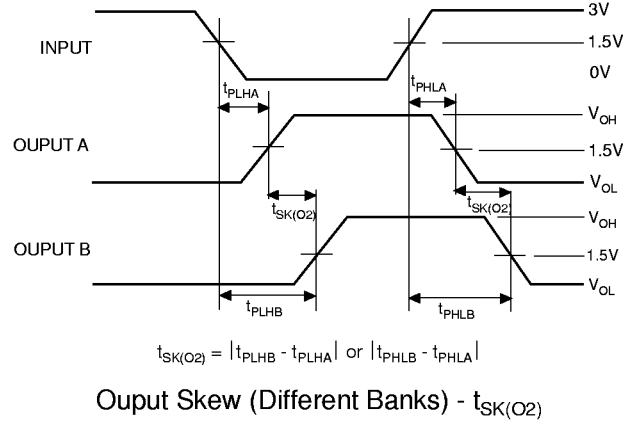 3V
INPUT
1.5V
0V
tPLHA
tPHLA
VOH
OUPUT A
1.5V
VOL
tSK(O2)
tSK(O2)
VOH
OUPUT B
1.5V
VOL
tPLHB
tPHLB
tSK(O2) = |tPLHB - tPLHA| or |tPHLB - tPHLA|
Ouput Skew (Different Banks) - tSK(O2)